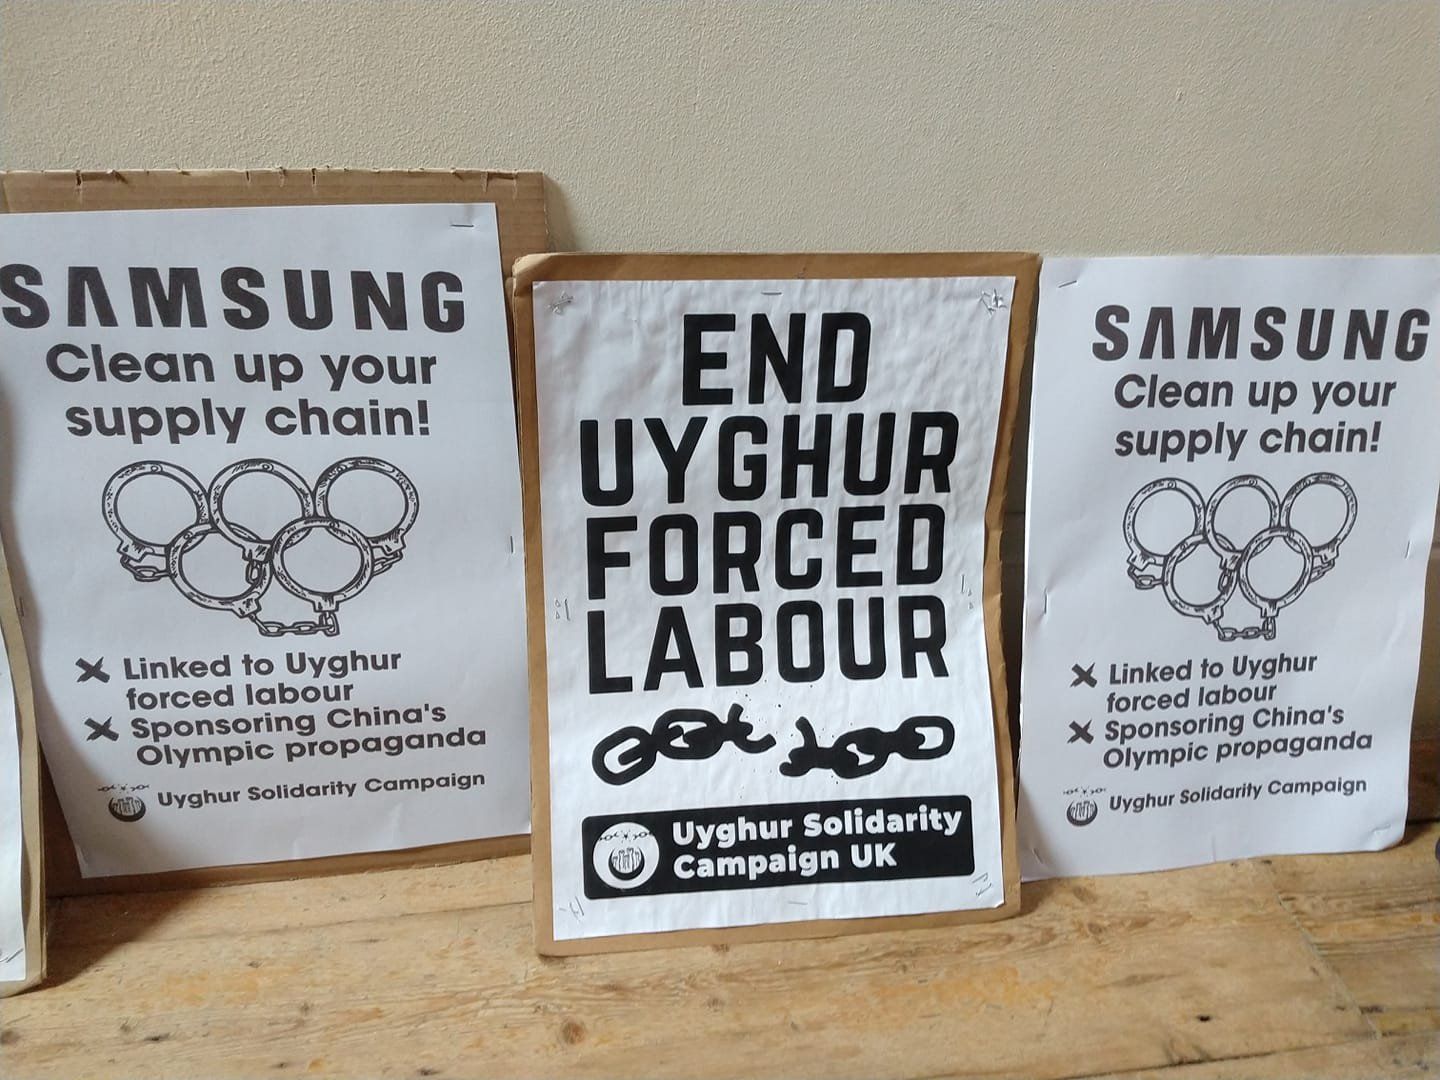 SAMSUNG
Clean up your
supply chain!
Linked to Uyghur
forced labour
Sponsoring China's
Olympic propaganda
Uyghur Solidarity Campaign
END
UYGHUR
FORCED
LABOUR
Uyghur Solidarity
Campaign UK
SAMSUNG
Clean up your
supply chain!
Linked to Uyghur
forced labour
Sponsoring China's
Olympic propaganda
Uyghur Solidarity Campaign